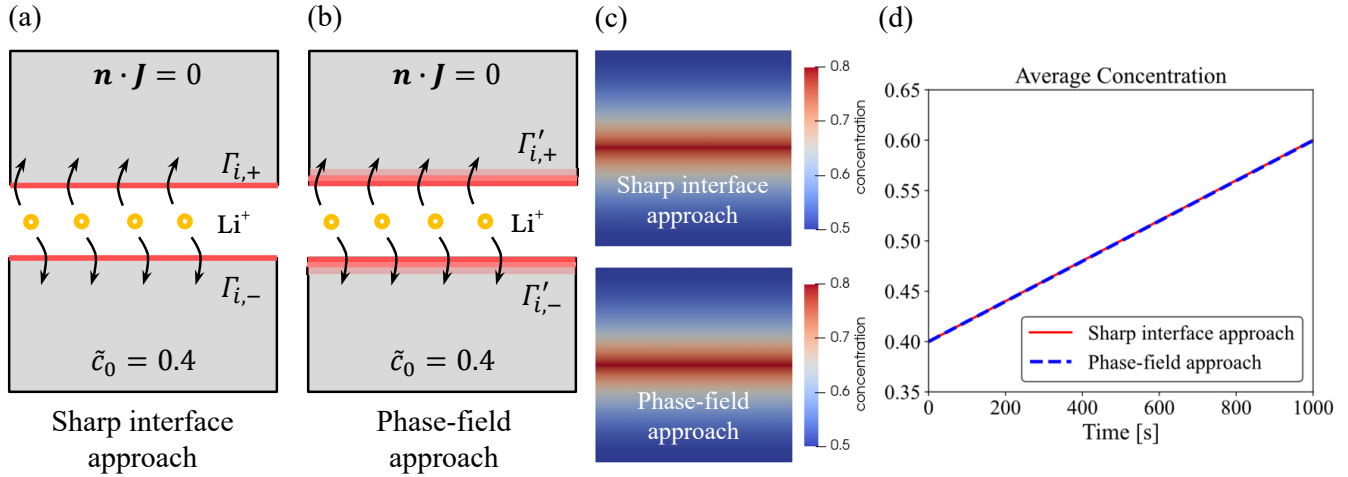 (a)
n · J = 0
Γi,+
Li+
Γi,−
c̃0 = 0.4
Sharp interface
approach
(b)
n · J = 0
Γ′i,+
Li+
Γ′i,−
c̃0 = 0.4
Phase-field
approach
(c)
Sharp interface
approach
0.8
0.7
0.6
0.5
concentration
Phase-field
approach
0.8
0.7
0.6
0.5
concentration
(d)
Average Concentration
0.65
0.60
0.55
0.50
0.45
0.40
0.35
Sharp interface approach
Phase-field approach
0 200 400 600 800 1000
Time [s]